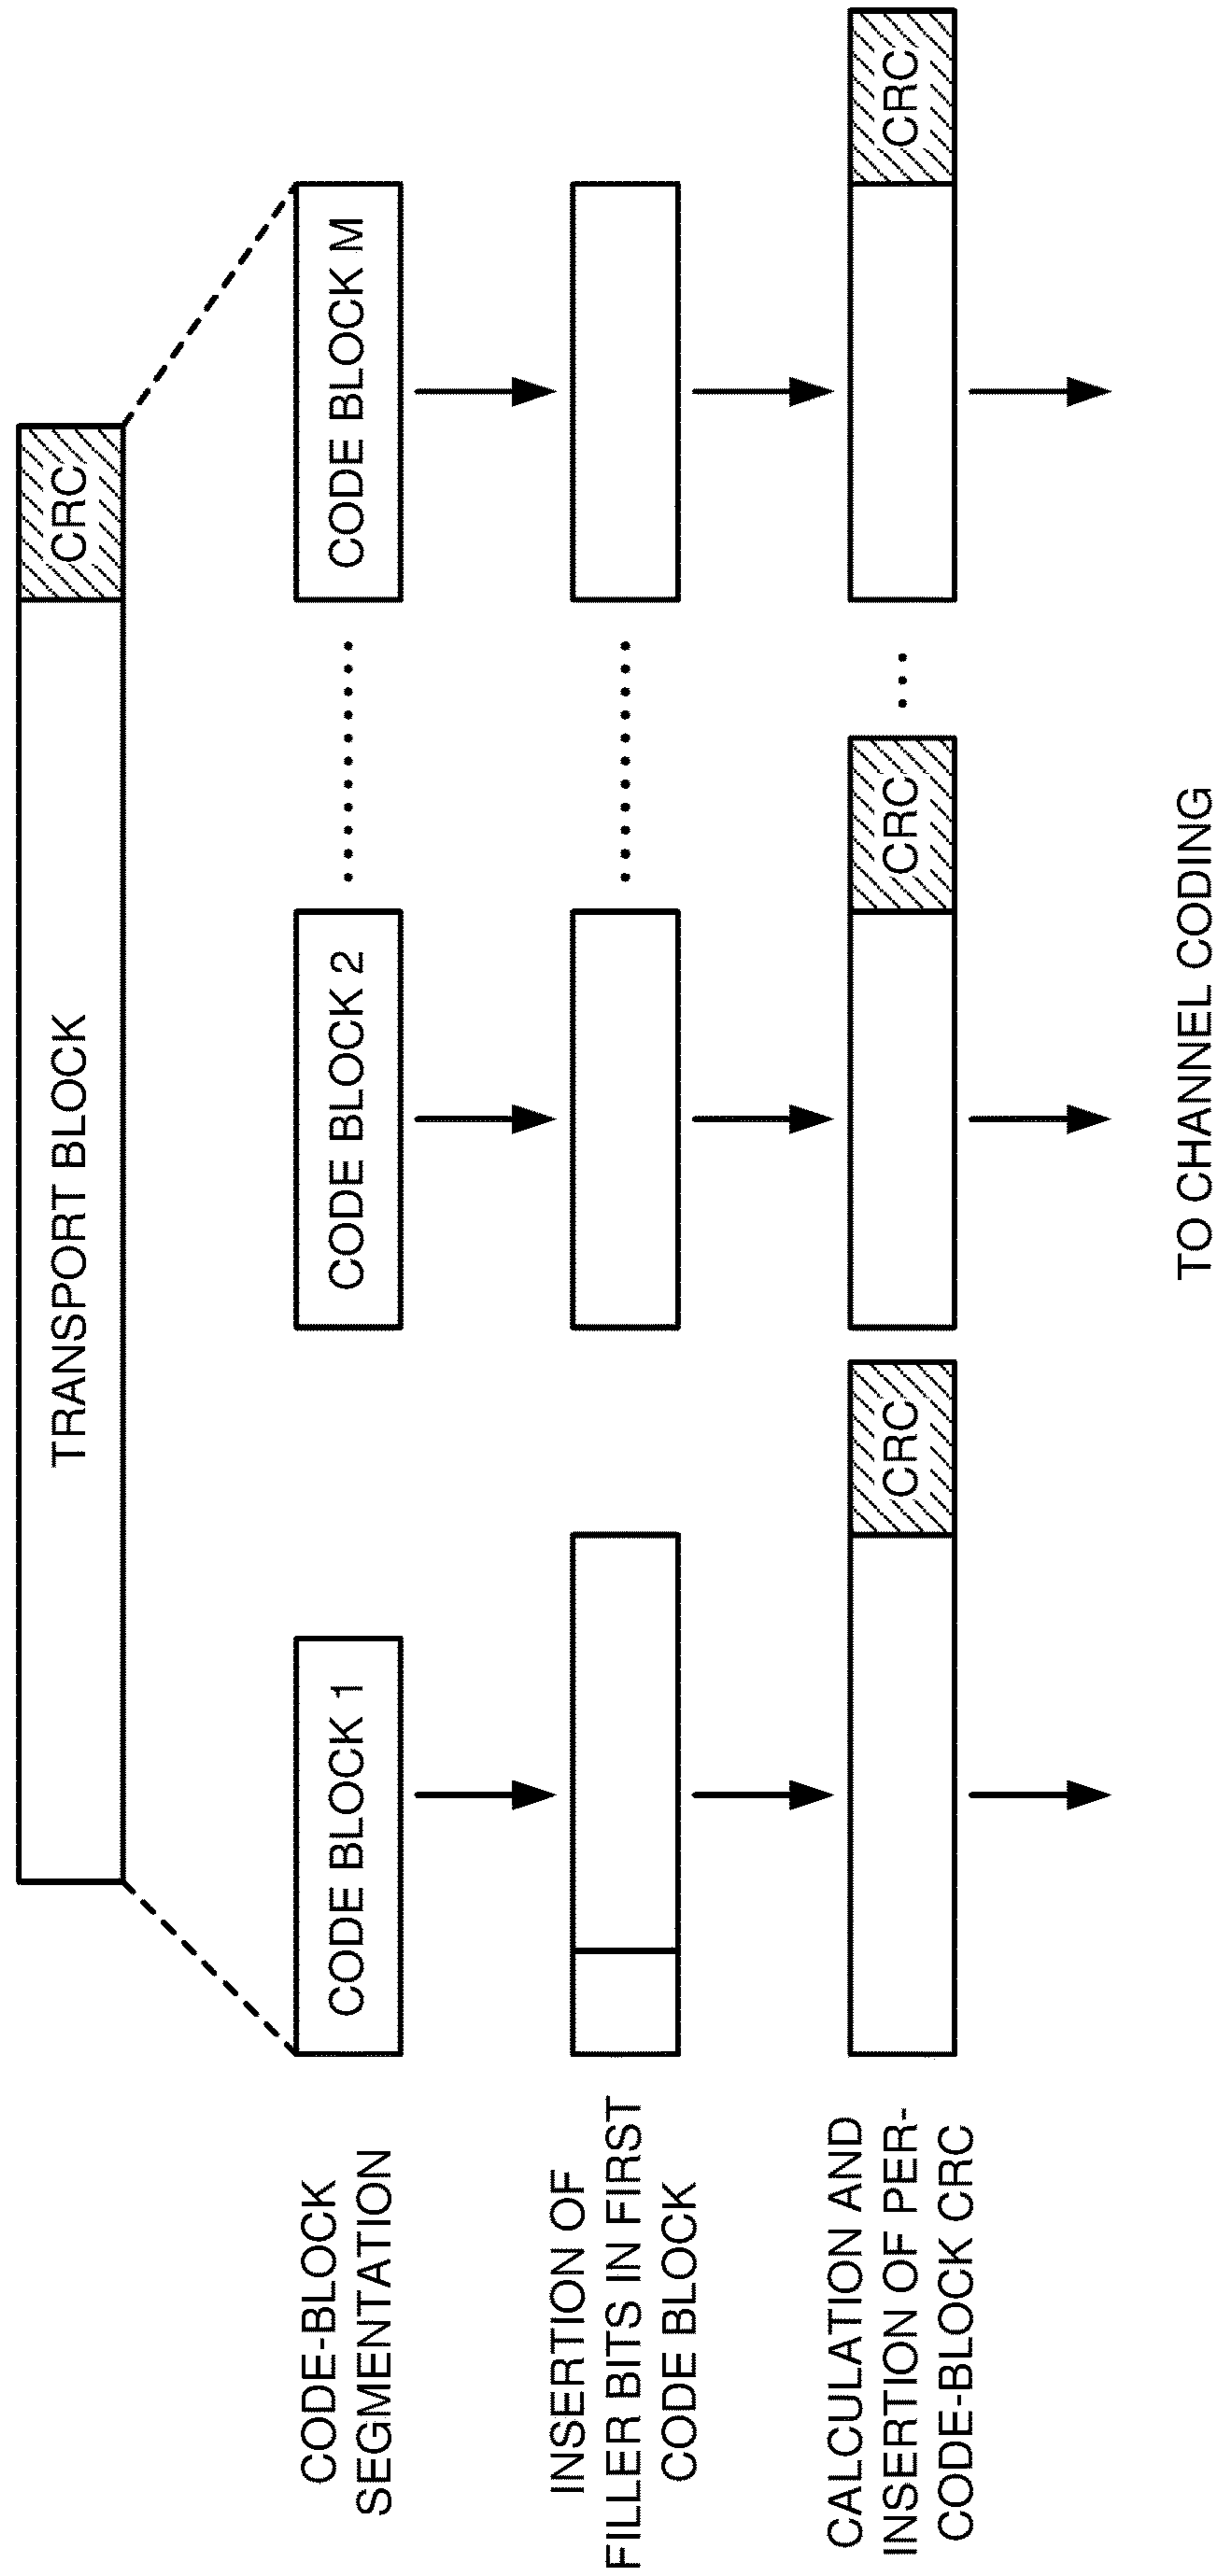 TRANSPORT BLOCK
CRC
CODE-BLOCK
SEGMENTATION
CODE BLOCK 1
CODE BLOCK 2
CODE BLOCK M
INSERTION OF
FILLER BITS IN FIRST
CODE BLOCK
CALCULATION AND
INSERTION OF PER-
CODE-BLOCK CRC
CRC
CRC
CRC
TO CHANNEL CODING